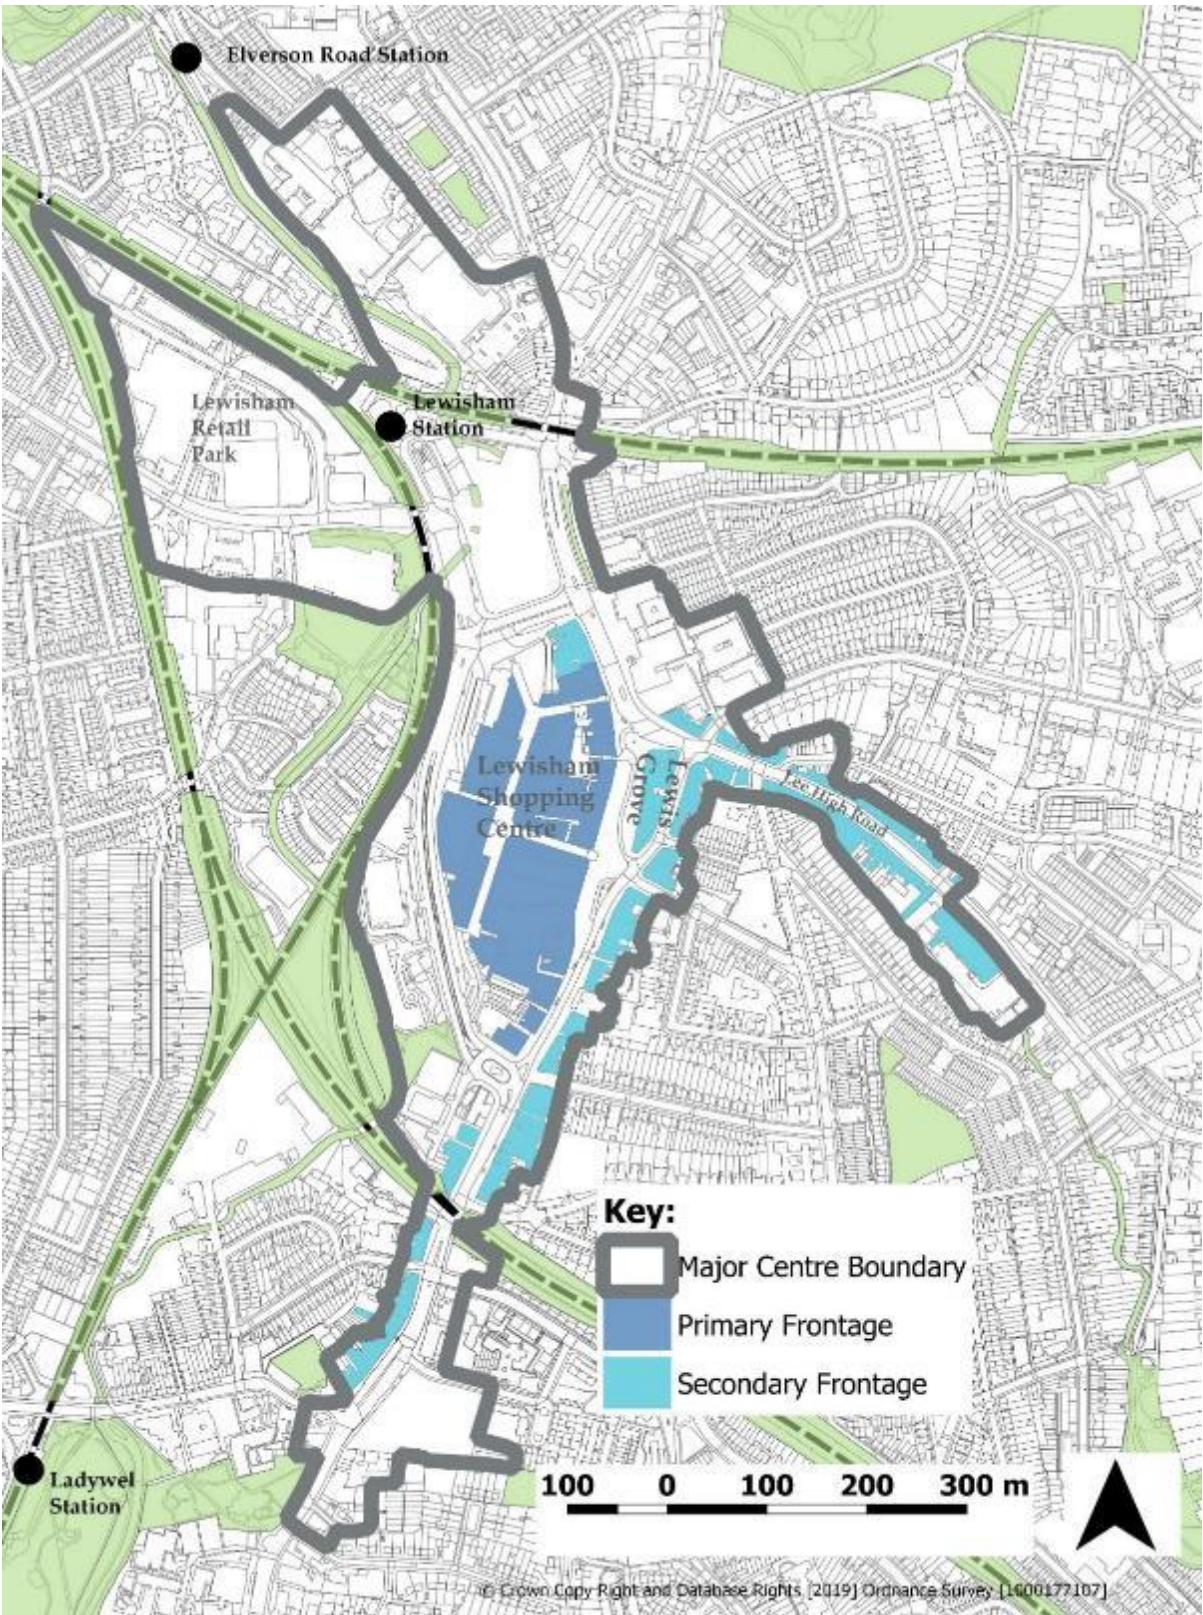 Elverson Road Station
Lewisham
Station
Lewisham
Retail
Park
Lewisham
Shopping
Centre
Lewis
Grove
Lee High Road
Key:
Major Centre Boundary
Primary Frontage
Secondary Frontage
Ladywel
Station
100 0 100 200 300 m
© Crown Copy Right and Database Rights [2019] Ordnance Survey [1000177107]